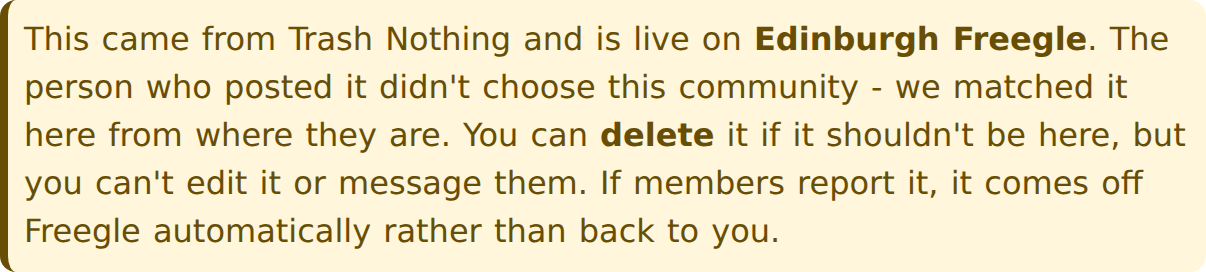 This came from Trash Nothing and is live on Edinburgh Freegle. The
person who posted it didn't choose this community - we matched it
here from where they are. You can delete it if it shouldn't be here, but
you can't edit it or message them. If members report it, it comes off
Freegle automatically rather than back to you.